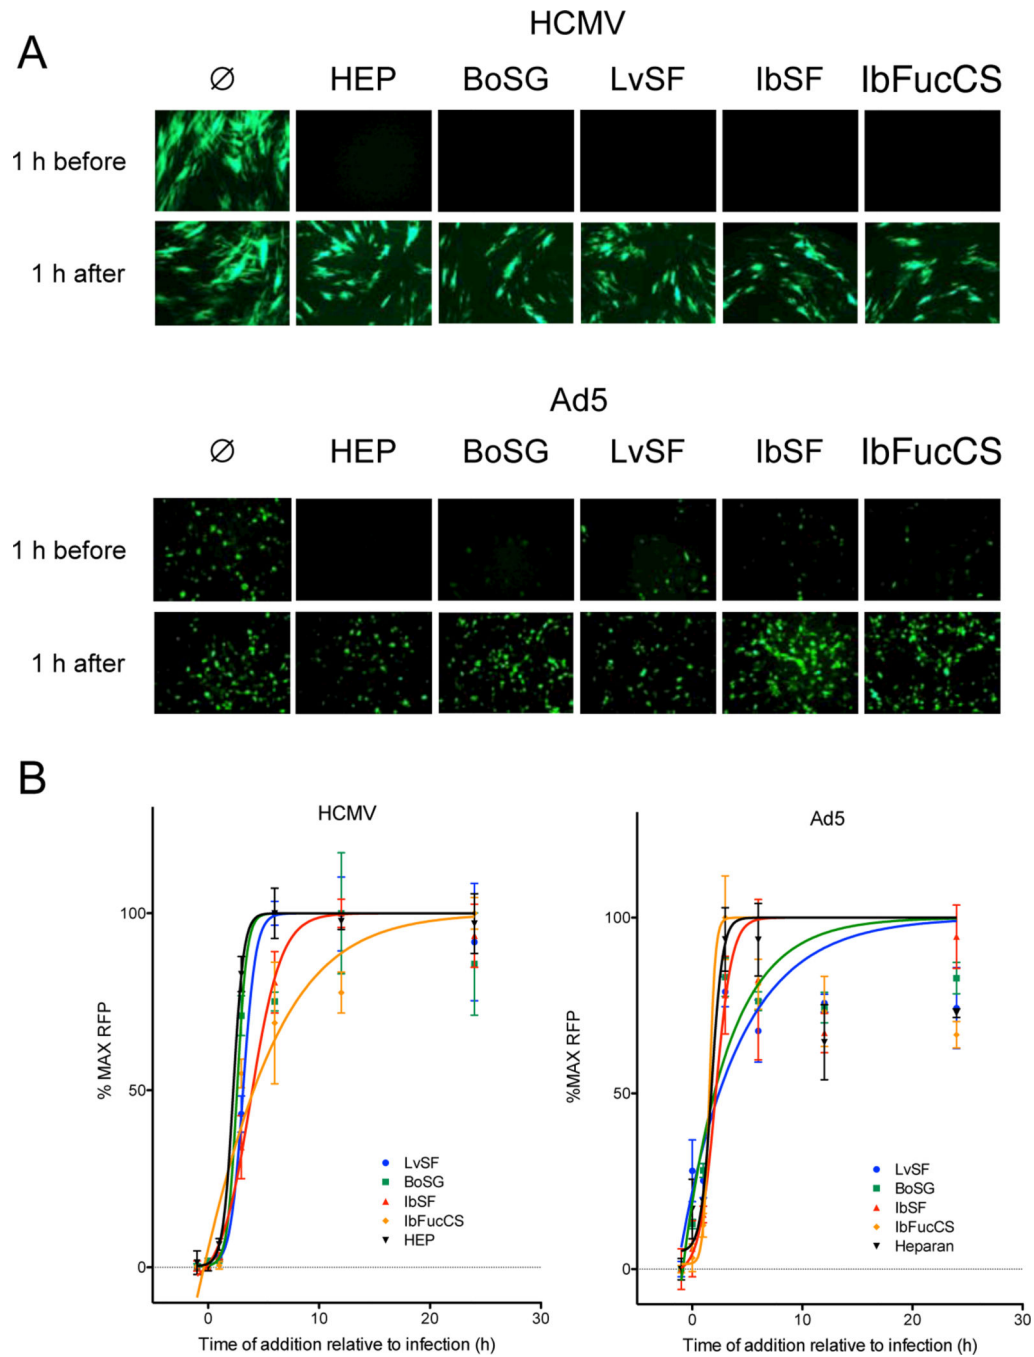 A
HCMV
∅ HEP BoSG LvSF IbSF IbFucCS
1 h before
1 h after
Ad5
∅ HEP BoSG LvSF IbSF IbFucCS
1 h before
1 h after
B
HCMV
% MAX RFP
100
50
0
LvSF
BoSG
IbSF
IbFucCS
HEP
0 10 20 30
Time of addition relative to infection (h)
Ad5
%MAX RFP
100
50
0
LvSF
BoSG
IbSF
IbFucCS
Heparan
0 10 20 30
Time of addition relative to infection (h)